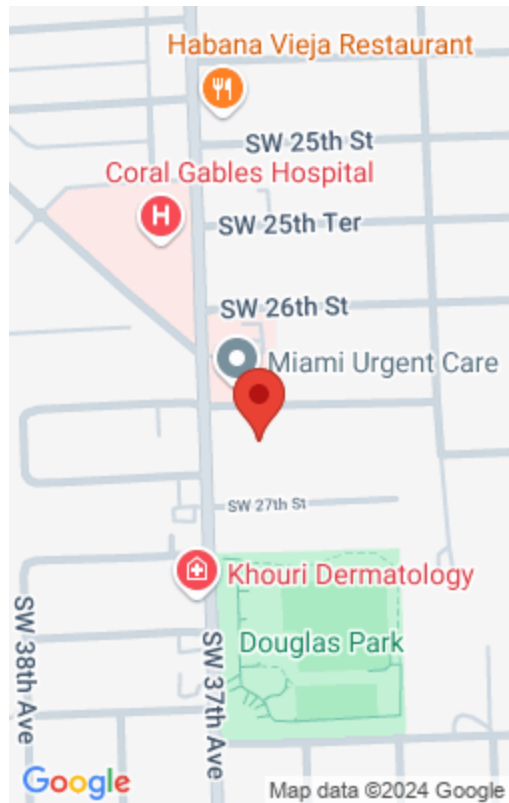 Habana Vieja Restaurant
SW 25th St
Coral Gables Hospital
H
SW 25th Ter
SW 26th St
Miami Urgent Care
SW 27th St
Khouri Dermatology
Douglas Park
SW 38th Ave
SW 37th Ave
Google
Map data ©2024 Google